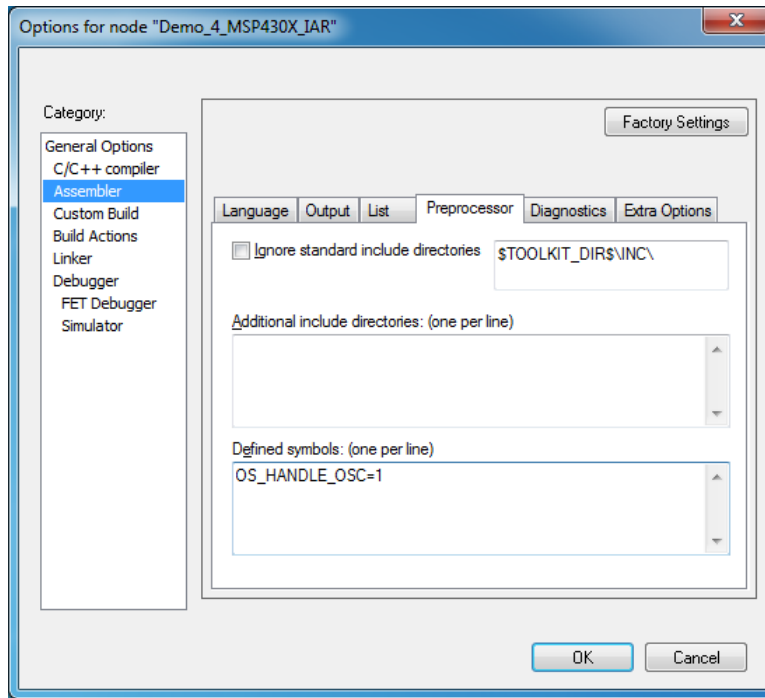 Options for node "Demo_4_MSP430X_IAR"
Category:
General Options
C/C++ compiler
Assembler
Custom Build
Build Actions
Linker
Debugger
FET Debugger
Simulator
Factory Settings
Language Output List Preprocessor Diagnostics Extra Options
Ignore standard include directories $TOOLKIT_DIR$\INC\
Additional include directories: (one per line)
Defined symbols: (one per line)
OS_HANDLE_OSC=1
OK Cancel